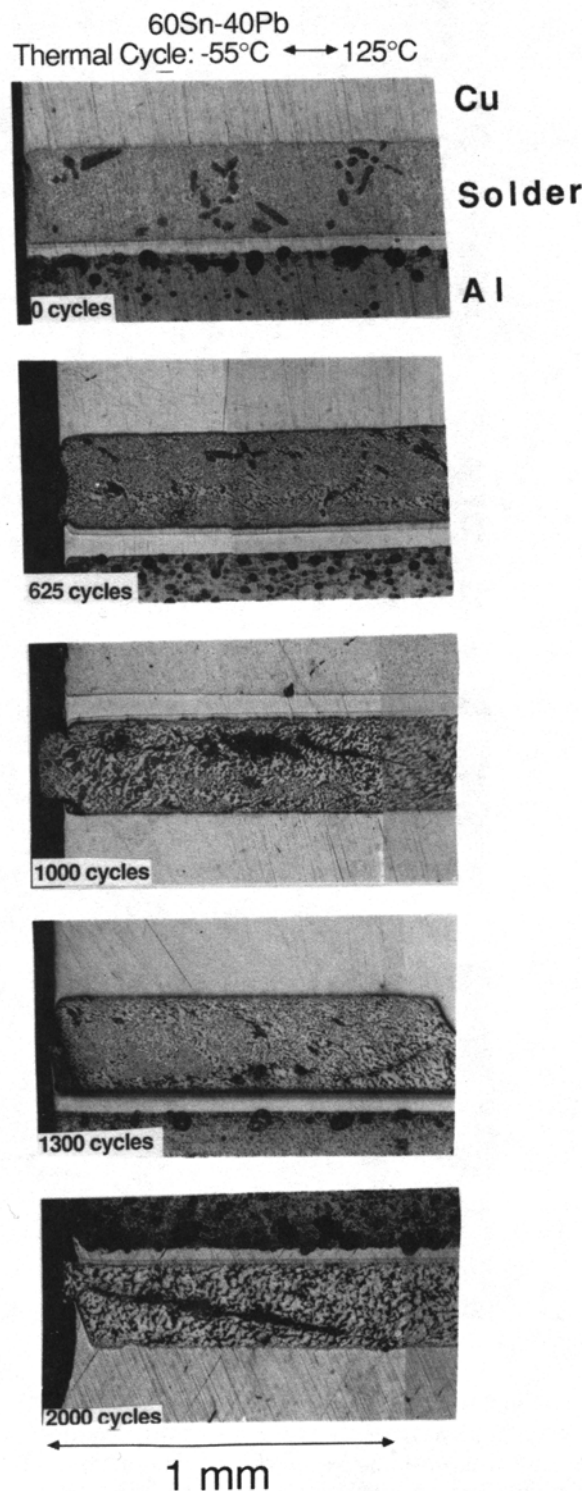 60Sn-40Pb
Thermal Cycle: -55°C ⟷ 125°C
Cu
Solder
Al
0 cycles
625 cycles
1000 cycles
1300 cycles
2000 cycles
1 mm